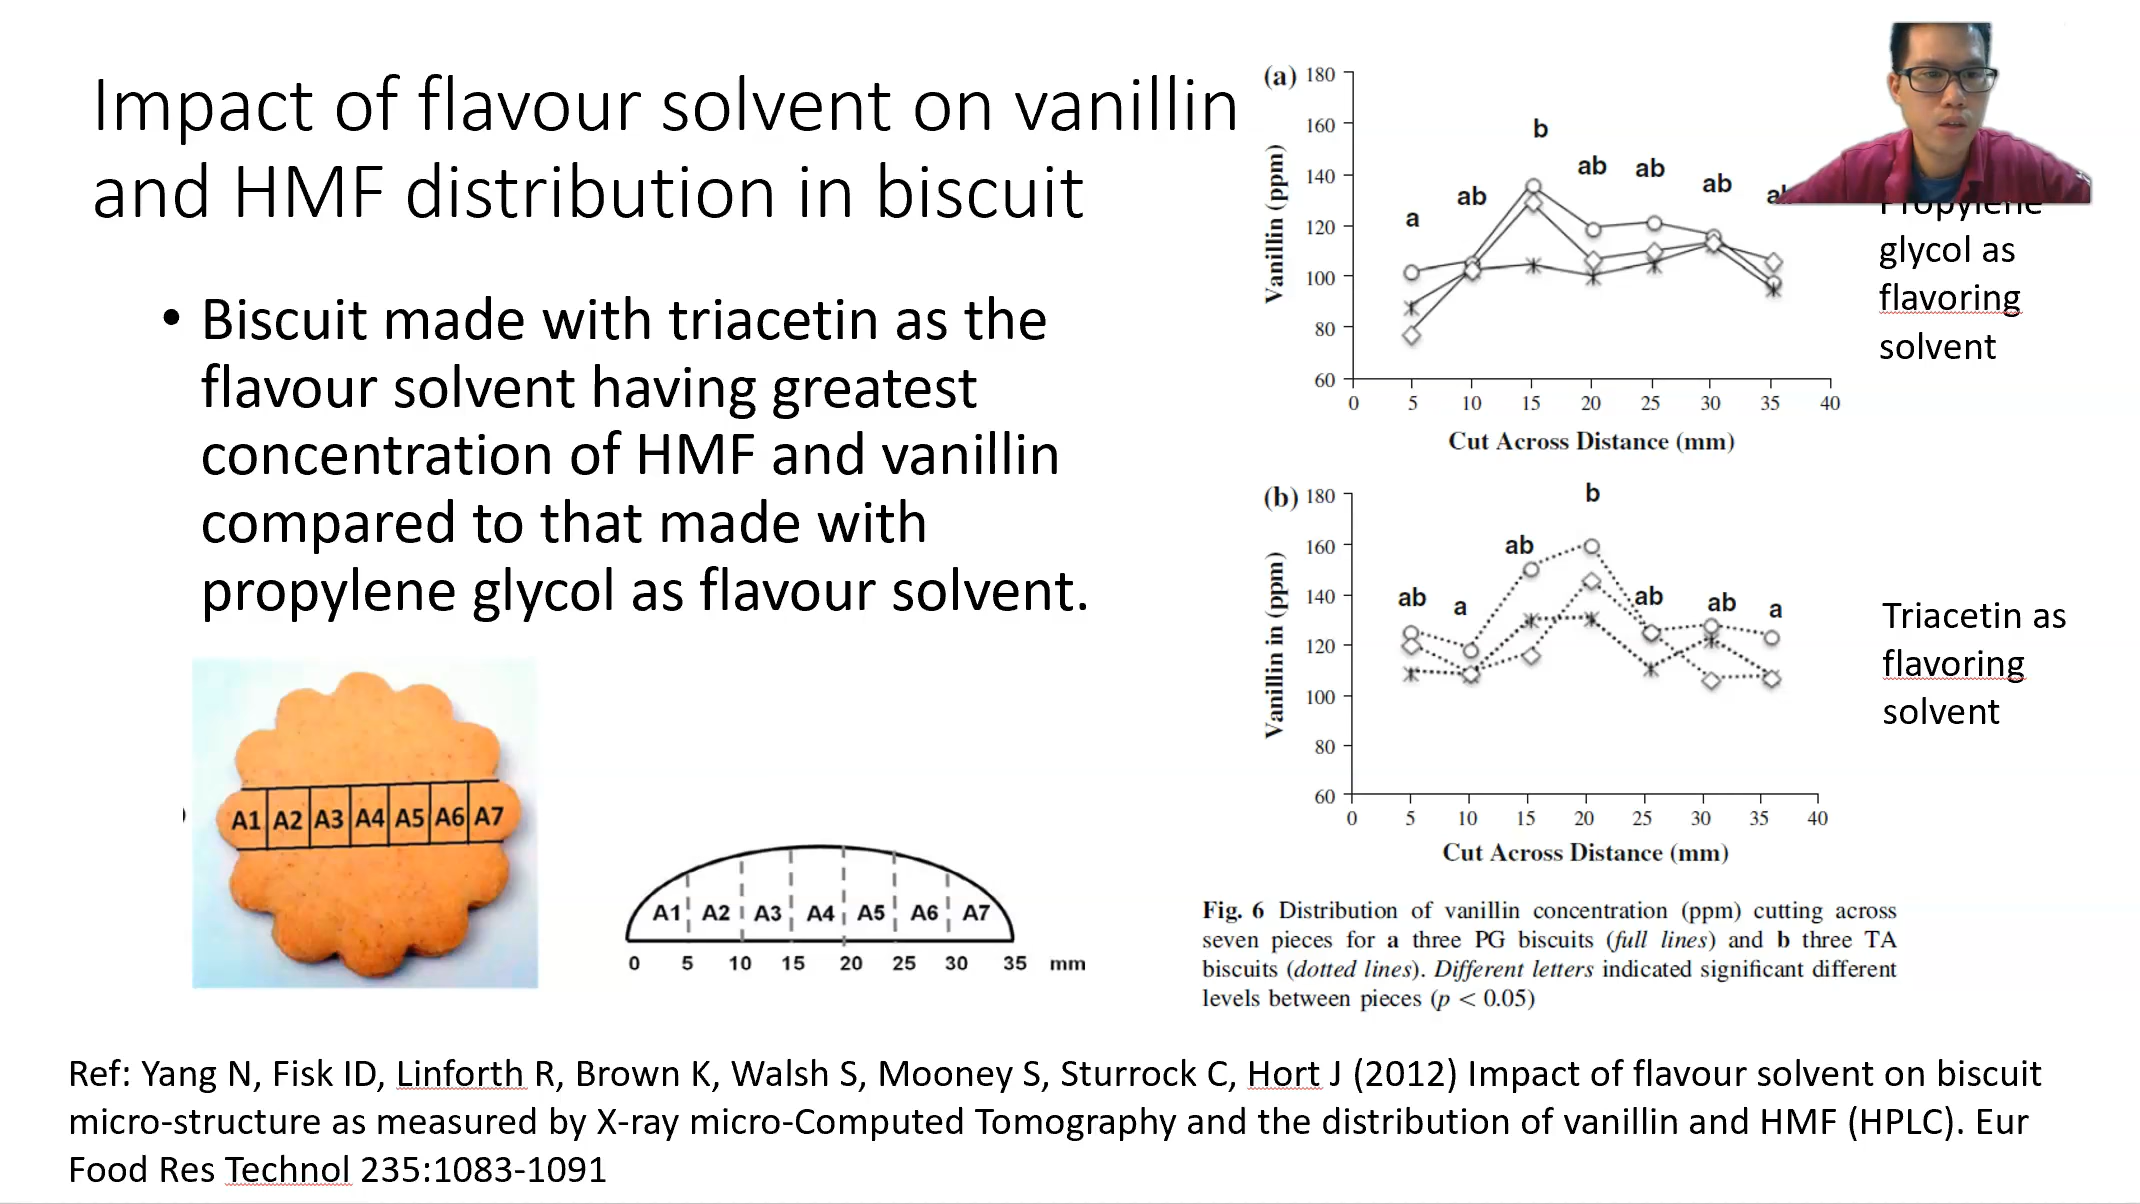 Impact of flavour solvent on vanillin
and HMF distribution in biscuit
• Biscuit made with triacetin as the
flavour solvent having greatest
concentration of HMF and vanillin
compared to that made with
propylene glycol as flavour solvent.
A1 A2 A3 A4 A5 A6 A7
A1 A2 A3 A4 A5 A6 A7
0 5 10 15 20 25 30 35 mm
(a)
Vanillin (ppm)
180
160
140
120
100
80
60
a ab b ab ab ab
0 5 10 15 20 25 30 35 40
Cut Across Distance (mm)
Propylene
glycol as
flavoring
solvent
(b)
Vanillin in (ppm)
180
160
140
120
100
80
60
ab a ab b ab ab a
0 5 10 15 20 25 30 35 40
Cut Across Distance (mm)
Triacetin as
flavoring
solvent
Fig. 6 Distribution of vanillin concentration (ppm) cutting across
seven pieces for a three PG biscuits (full lines) and b three TA
biscuits (dotted lines). Different letters indicated significant different
levels between pieces (p < 0.05)
Ref: Yang N, Fisk ID, Linforth R, Brown K, Walsh S, Mooney S, Sturrock C, Hort J (2012) Impact of flavour solvent on biscuit
micro-structure as measured by X-ray micro-Computed Tomography and the distribution of vanillin and HMF (HPLC). Eur
Food Res Technol 235:1083-1091